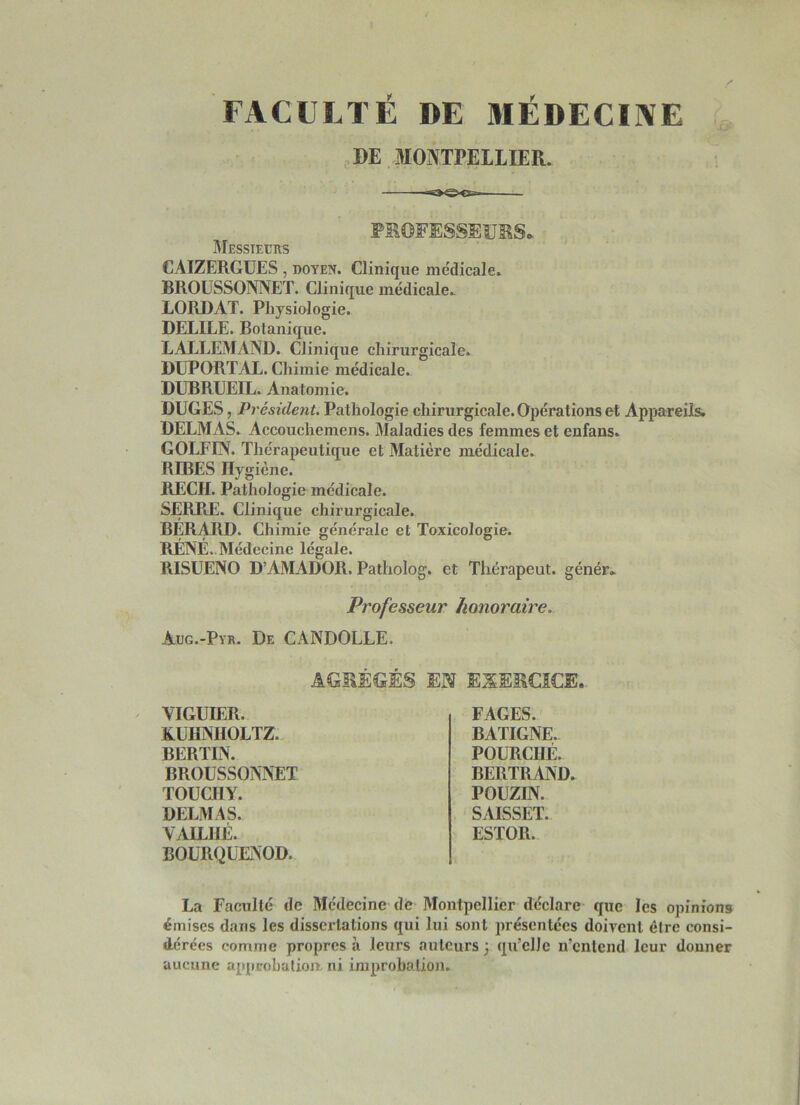 FACULTÉ DE MÉDECINE
DE MONTPELLIER.
PROFESSEURS.
MESSIEURS
CAIZERGUES, DOYEN. Clinique médicale.
BROUSSONNET. Clinique médicale.
LORDAT. Physiologie.
DELILE. Botanique.
LALLEMAND. Clinique chirurgicale.
DUPORTAL. Chimie médicale.
DUBRUEIL. Anatomie.
DUGES, Président. Pathologie chirurgicale. Opérations et Appareils.
DELMAS. Accouchemens. Maladies des femmes et enfans.
GOLFIN. Thérapeutique et Matière médicale.
RIBES Hygiène.
RECH. Pathologie médicale.
SERRE. Clinique chirurgicale.
BÉRARD. Chimie générale et Toxicologie.
RÉNÉ. Médecine légale.
RISUENO D'AMADOR. Patholog. et Thérapeut. génér.
Professeur honoraire.
AUG.-PYR. DE CANDOLLE.
AGRÉGÉS EN EXERCICE.
VIGUIER.
KUHNHOLTZ.
BERTIN.
BROUSSONNET
TOUCHY.
DELMAS.
VAILHÉ.
BOURQUENOD.
FAGES.
BATIGNE.
POURCHÉ.
BERTRAND.
POUZIN.
SAISSET.
ESTOR.
La Faculté de Médecine de Montpellier déclare que les opinions
émises dans les dissertations qui lui sont présentées doivent être consi-
dérées comme propres à leurs auteurs; qu'elle n'entend leur donner
aucune approbation ni improbation.